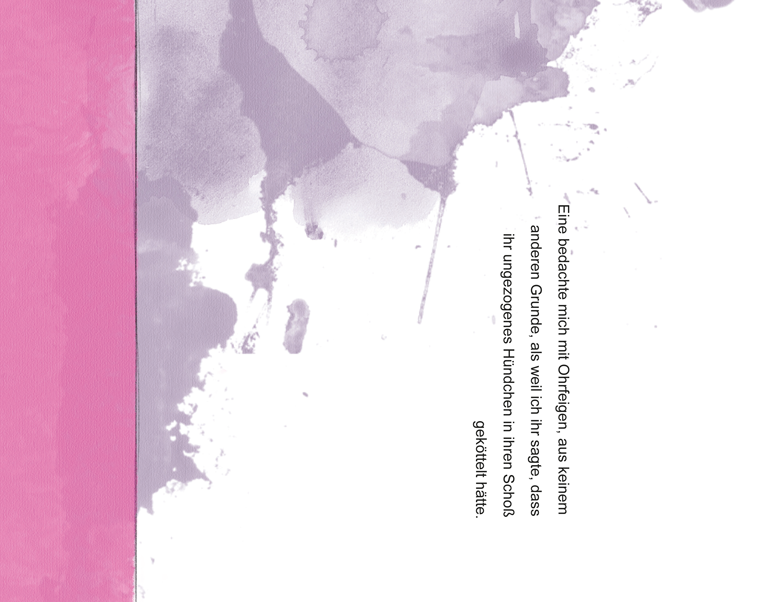 Eine bedachte mich mit Ohrfeigen, aus keinem
anderen Grunde, als weil ich ihr sagte, dass
ihr ungezogenes Hündchen in ihren Schoß
geköttelt hätte.